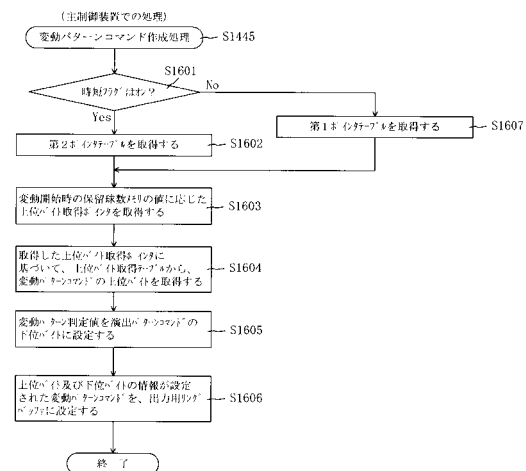 (主制御装置での処理)
変動パターンコマンド作成処理
S1445
S1601
時短フラグはオン?
No
Yes
第2ポインタテーブルを取得する
S1602
第1ポインタテーブルを取得する
S1607
変動開始時の保留球数メモリの値に応じた
上位バイト取得ポインタを取得する
S1603
取得した上位バイト取得ポインタに
基づいて、上位バイト取得テーブルから、
変動パターンコマンドの上位バイトを取得する
S1604
変動パターン判定値を演出パターンコマンドの
下位バイトに設定する
S1605
上位バイト及び下位バイトの情報が設定
された変動パターンコマンドを、出力用リング
バッファに設定する
S1606
終 了